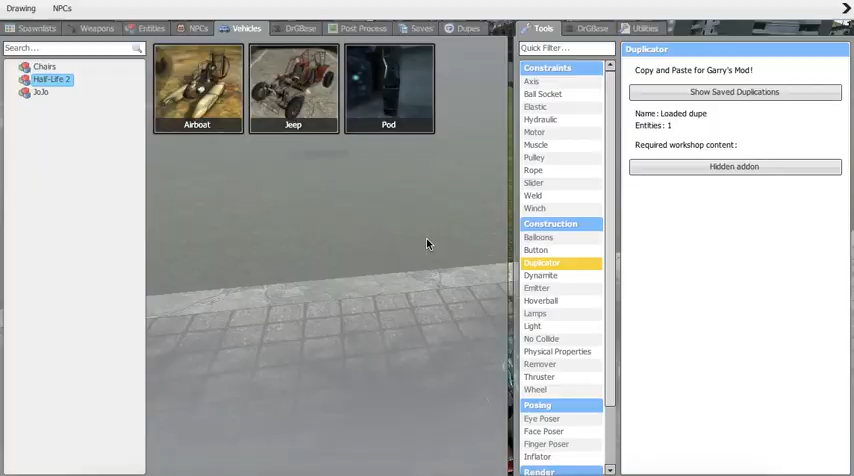 Drawing NPCs
Spawnlists Weapons Entities NPCs Vehicles DrGBase Post Process Saves Dupes
Search...
Chairs
Half-Life 2
JoJo
Airboat Jeep Pod
Tools DrGBase Utilities
Quick Filter...
Constraints
Axis
Ball Socket
Elastic
Hydraulic
Motor
Muscle
Pulley
Rope
Slider
Weld
Winch
Construction
Balloons
Button
Duplicator
Dynamite
Emitter
Hoverball
Lamps
Light
No Collide
Physical Properties
Remover
Thruster
Wheel
Posing
Eye Poser
Face Poser
Finger Poser
Inflator
Render
Duplicator
Copy and Paste for Garry's Mod!
Show Saved Duplications
Name: Loaded dupe
Entities: 1
Required workshop content:
Hidden addon